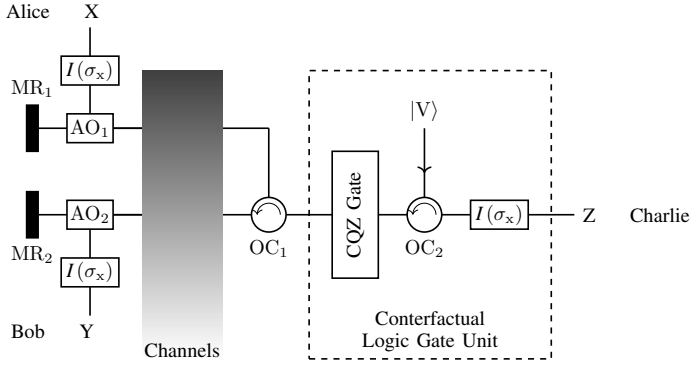 Alice X
I(σx)
MR1
AO1
|V⟩
CQZ Gate
AO2
I(σx) Z Charlie
OC1
OC2
MR2
I(σx)
Conterfactual
Logic Gate Unit
Bob Y
Channels